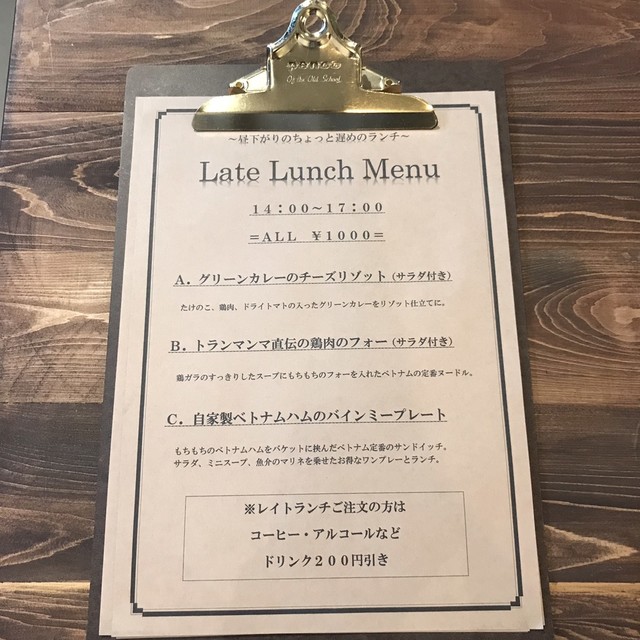 Of the Old School
～昼下がりのちょっと遅めのランチ～
Late Lunch Menu
１４：００～１７：００
＝ALL　￥１０００＝
A．グリーンカレーのチーズリゾット（サラダ付き）
たけのこ、鶏肉、ドライトマトの入ったグリーンカレーをリゾット仕立てに。
B．トランマンマ直伝の鶏肉のフォー（サラダ付き）
鶏ガラのすっきりしたスープにもちもちのフォーを入れたベトナムの定番ヌードル。
C．自家製ベトナムハムのバインミープレート
もちもちのベトナムハムをバケットに挟んだベトナム定番のサンドイッチ。
サラダ、ミニスープ、魚介のマリネを乗せたお得なワンプレーとランチ。
※レイトランチご注文の方は
コーヒー・アルコールなど
ドリンク２００円引き